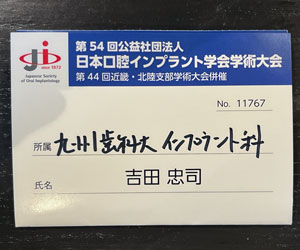 第54回公益社団法人
日本口腔インプラント学会学術大会
第44回近畿・北陸支部学術大会併催
since 1972
Japanese Society
of Oral Implantology
No. 11767
所属 九州歯科大 インプラント科
氏名 吉田 忠司